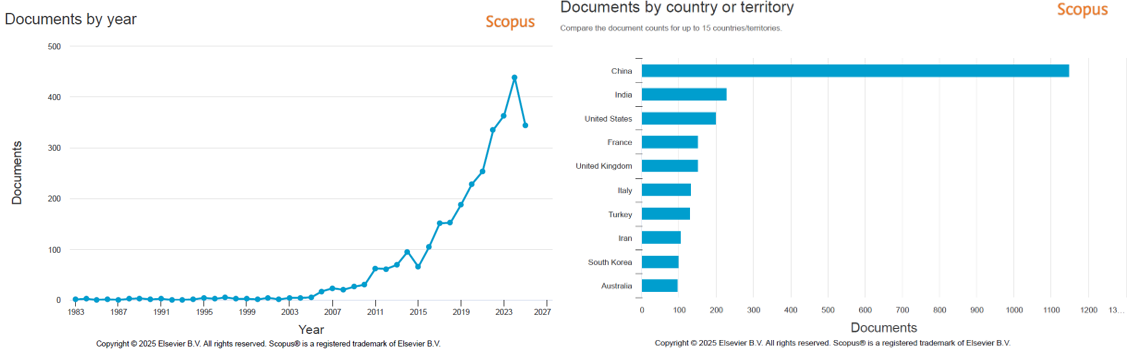 Documents by year
Scopus
500
400
300
200
100
0
Documents
1983 1987 1991 1995 1999 2003 2007 2011 2015 2019 2023 2027
Year
Copyright © 2025 Elsevier B.V. All rights reserved. Scopus® is a registered trademark of Elsevier B.V.
Documents by country or territory
Scopus
Compare the document counts for up to 15 countries/territories.
China
India
United States
France
United Kingdom
Italy
Turkey
Iran
South Korea
Australia
0 100 200 300 400 500 600 700 800 900 1000 1100 1200 13...
Documents
Copyright © 2025 Elsevier B.V. All rights reserved. Scopus® is a registered trademark of Elsevier B.V.